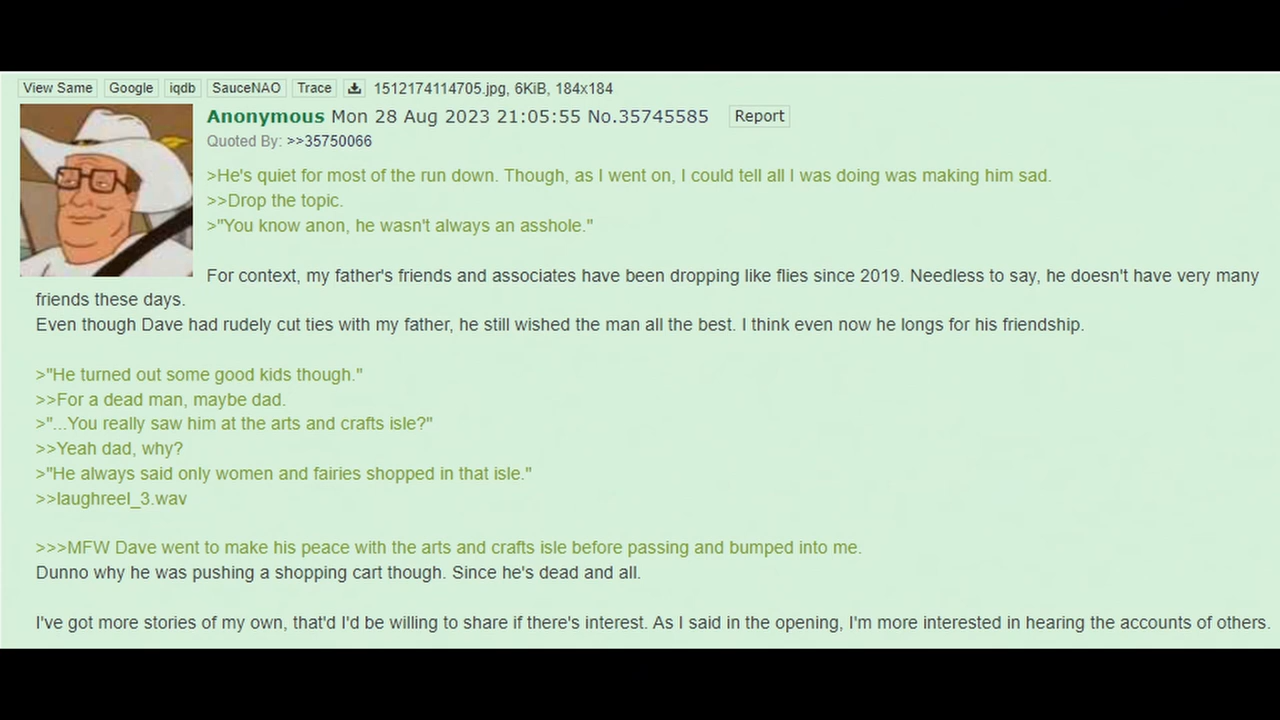 View Same Google iqdb SauceNAO Trace 1512174114705.jpg, 6KiB, 184x184
Anonymous Mon 28 Aug 2023 21:05:55 No.35745585 Report
Quoted By: >>35750066
>He's quiet for most of the run down. Though, as I went on, I could tell all I was doing was making him sad.
>>Drop the topic.
>"You know anon, he wasn't always an asshole."
For context, my father's friends and associates have been dropping like flies since 2019. Needless to say, he doesn't have very many
friends these days.
Even though Dave had rudely cut ties with my father, he still wished the man all the best. I think even now he longs for his friendship.
>"He turned out some good kids though."
>>For a dead man, maybe dad.
>"...You really saw him at the arts and crafts isle?"
>>Yeah dad, why?
>"He always said only women and fairies shopped in that isle."
>>laughreel_3.wav
>>>MFW Dave went to make his peace with the arts and crafts isle before passing and bumped into me.
Dunno why he was pushing a shopping cart though. Since he's dead and all.
I've got more stories of my own, that'd I'd be willing to share if there's interest. As I said in the opening, I'm more interested in hearing the accounts of others.